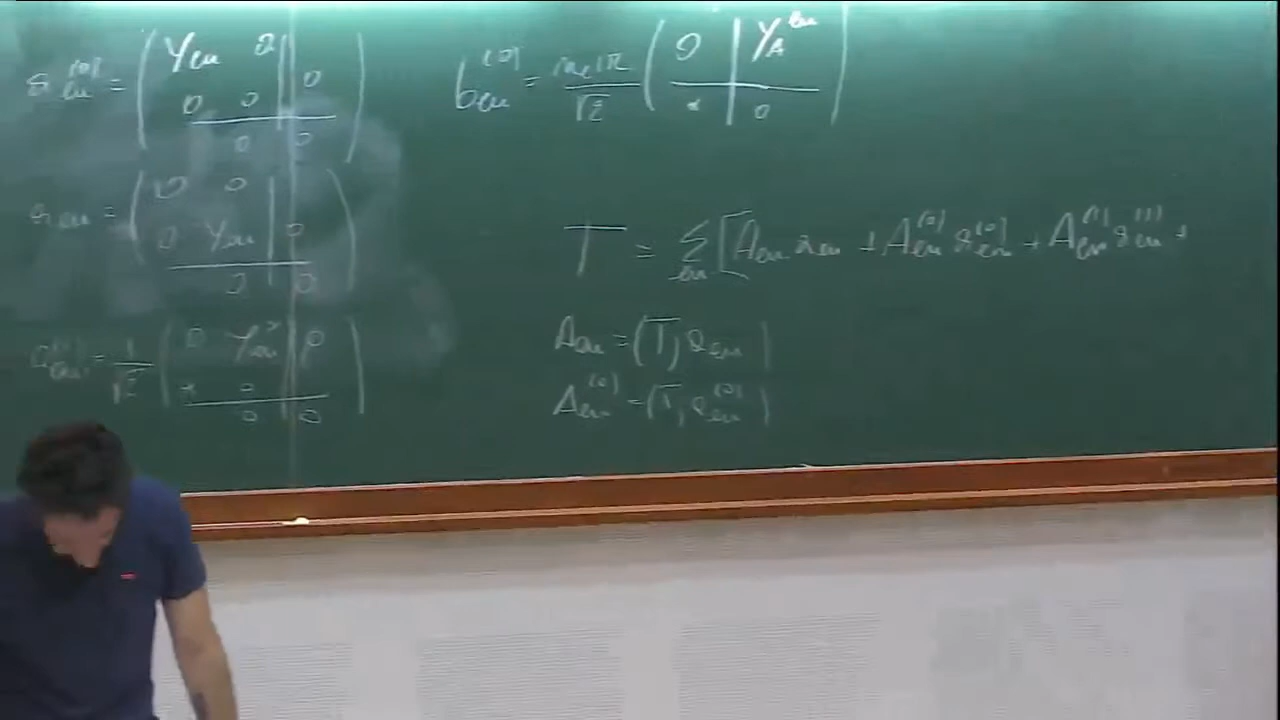 a_{lm}^{(0)} = ( Y_{lm} 0 | 0
0 0 |
0 | 0 )
b_{lm}^{(0)} = \frac{n_l r}{\sqrt{2}} ( 0 | Y_A^{lm}
* | 0 )
a_{lm} = ( 0 0 |
0 Y_{lm} | 0
0 | 0 )
T = \sum_{lm} [ A_{lm} a_{lm} + A_{lm}^{(0)} a_{lm}^{(0)} + A_{lm}^{(1)} a_{lm}^{(1)} +
a_{lm}^{(1)} = \frac{1}{\sqrt{2}} ( 0 Y_{lm} | 0
* 0 |
0 | 0 )
A_{lm} = (T, a_{lm})
A_{lm}^{(0)} = (T, a_{lm}^{(0)})